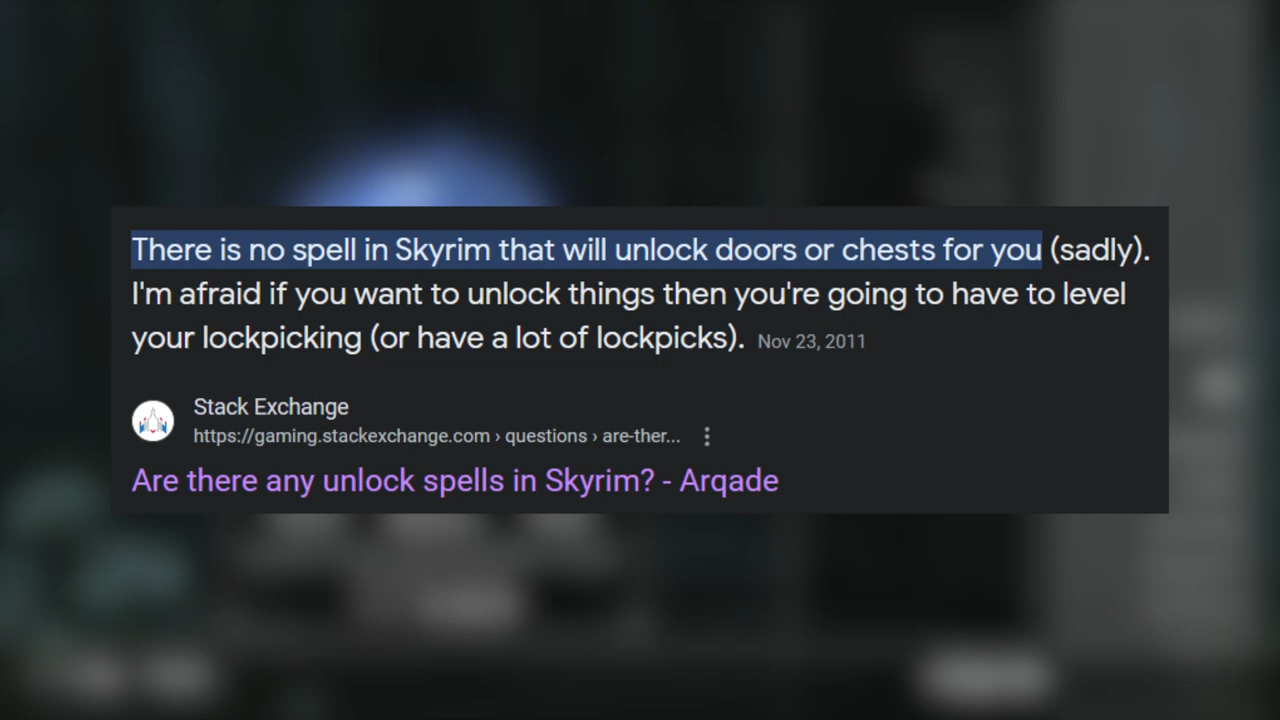 There is no spell in Skyrim that will unlock doors or chests for you (sadly).
I'm afraid if you want to unlock things then you're going to have to level
your lockpicking (or have a lot of lockpicks). Nov 23, 2011
Stack Exchange
https://gaming.stackexchange.com › questions › are-ther...
Are there any unlock spells in Skyrim? - Arqade